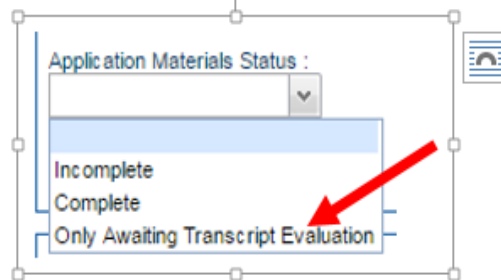 Application Materials Status :
Incomplete
Complete
Only Awaiting Transcript Evaluation